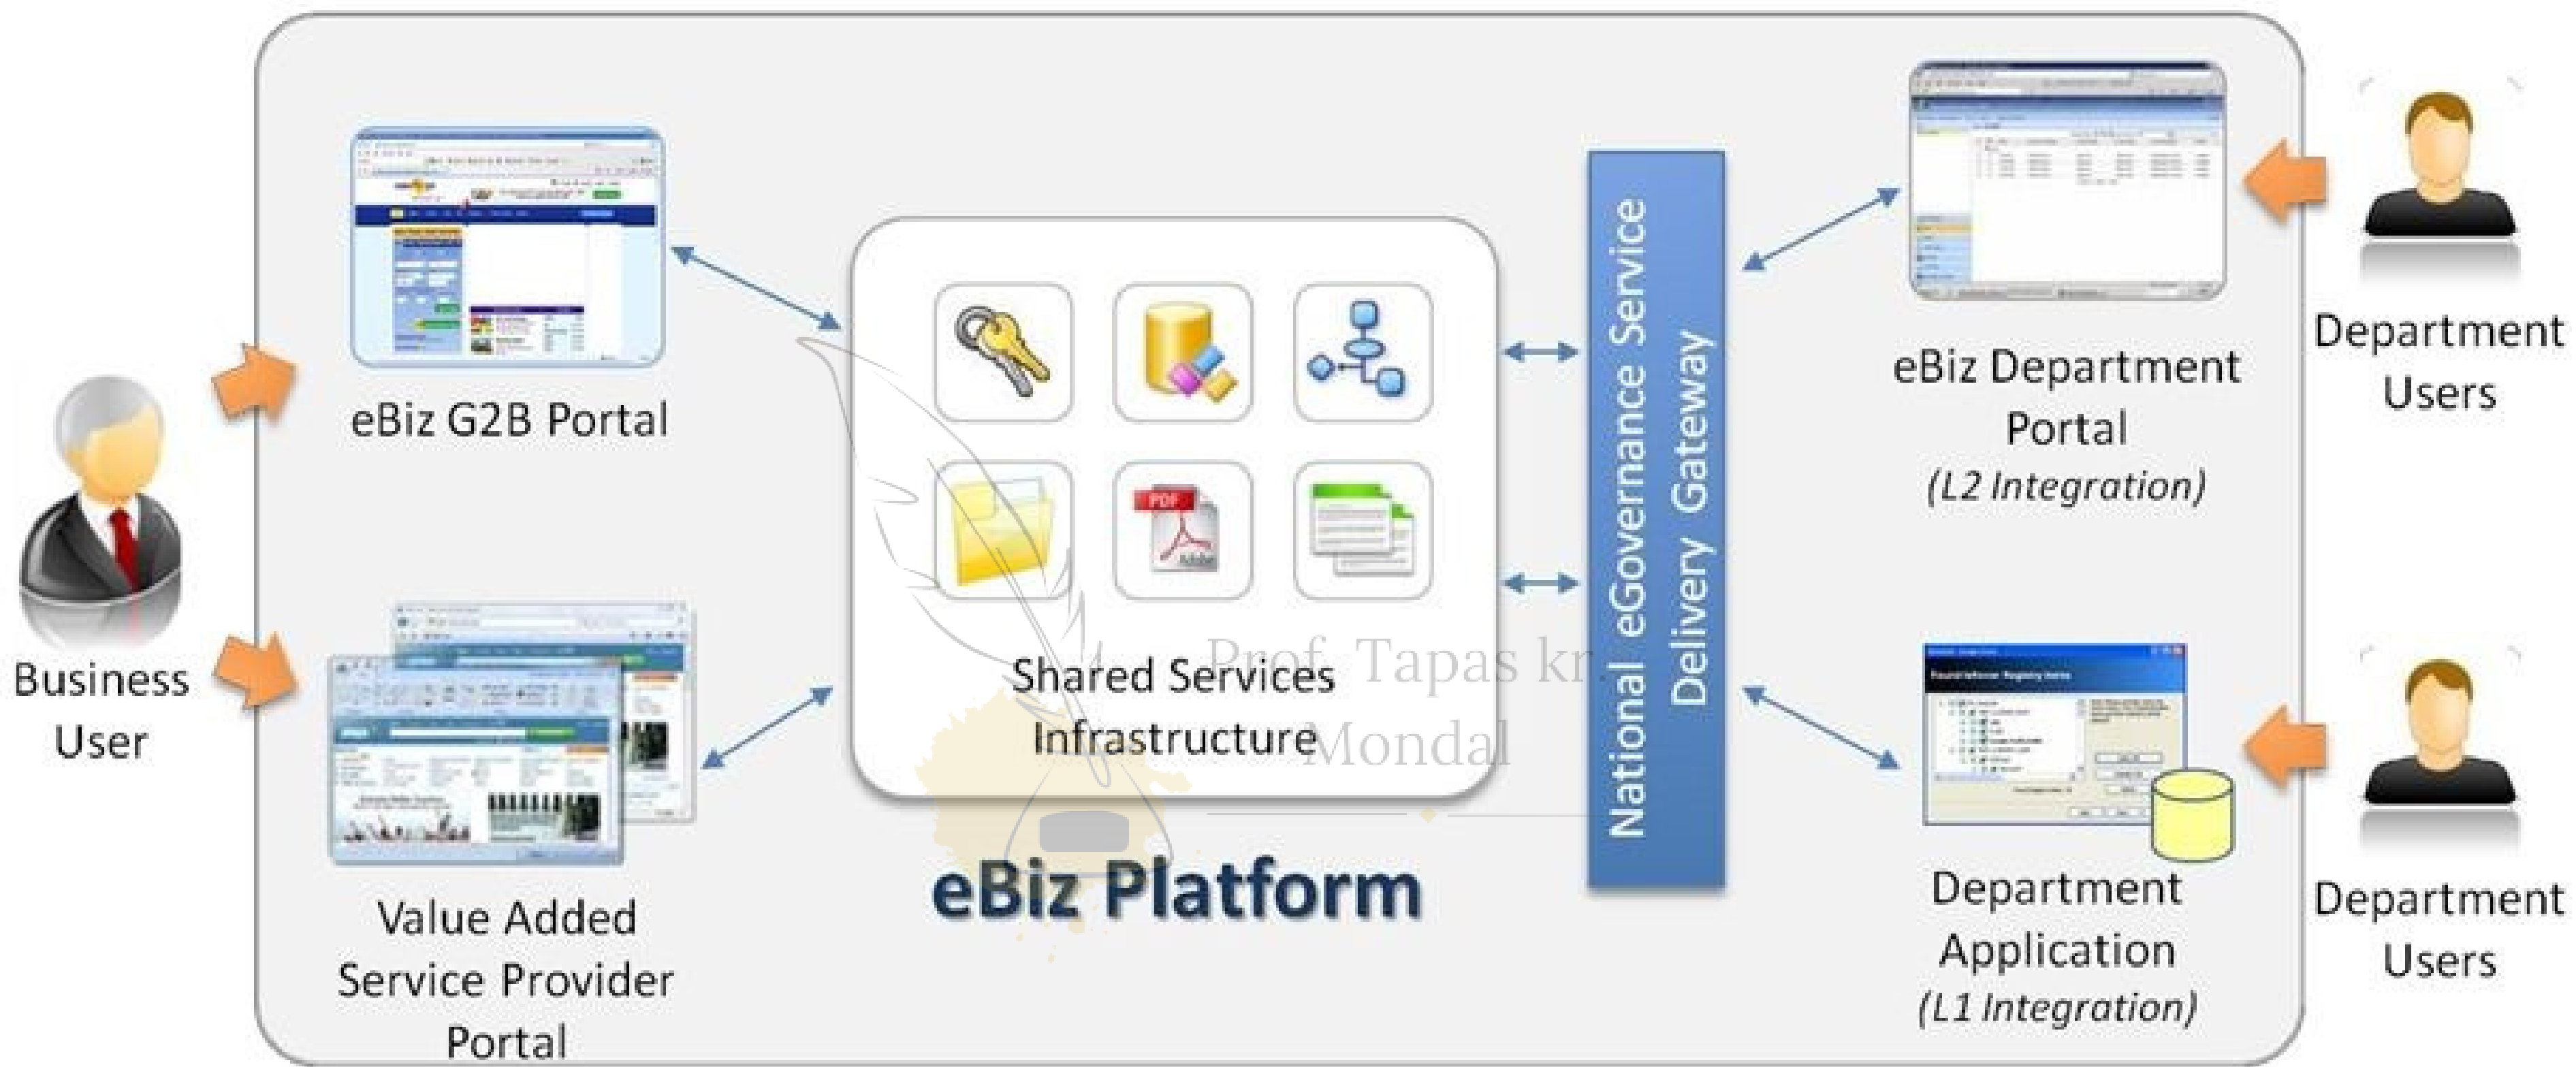 eBiz G2B Portal
Business
User
Value Added
Service Provider
Portal
PDF
Adobe
Shared Services
Infrastructure
Prof. Tapas kr.
Mondal
eBiz Platform
National eGovernance Service
Delivery Gateway
eBiz Department
Portal
(L2 Integration)
Department
Users
Department
Application
(L1 Integration)
Department
Users